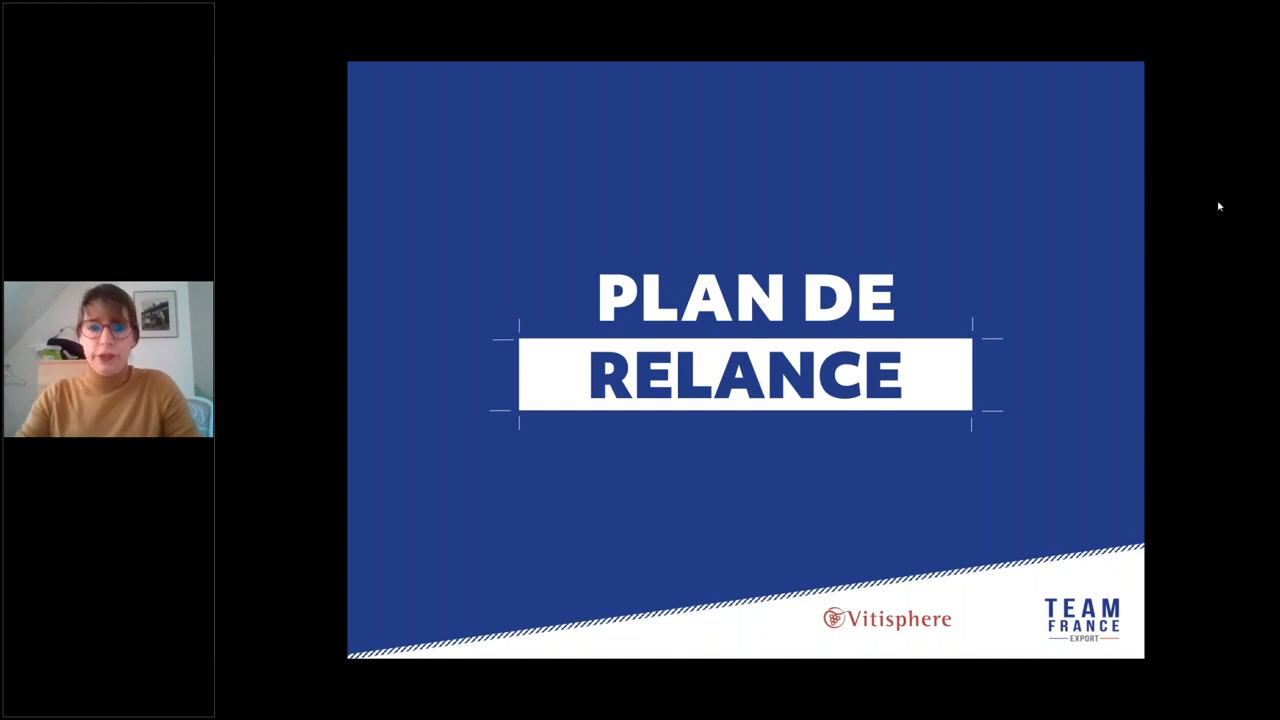 PLAN DE
RELANCE
Vitisphere
TEAM
FRANCE
EXPORT